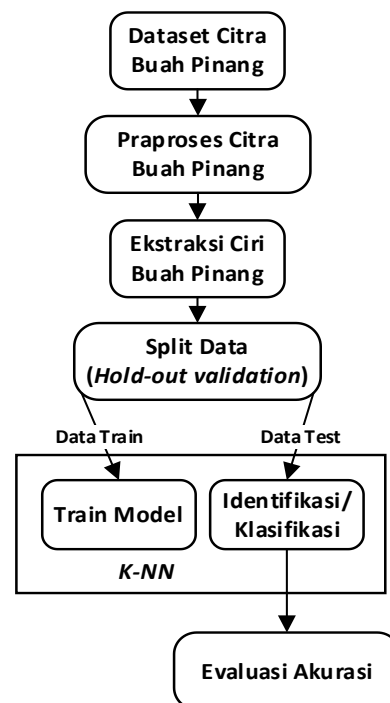 Dataset Citra
Buah Pinang
Praproses Citra
Buah Pinang
Ekstraksi Ciri
Buah Pinang
Split Data
(Hold-out validation)
Data Train
Data Test
Train Model
Identifikasi/
Klasifikasi
K-NN
Evaluasi Akurasi